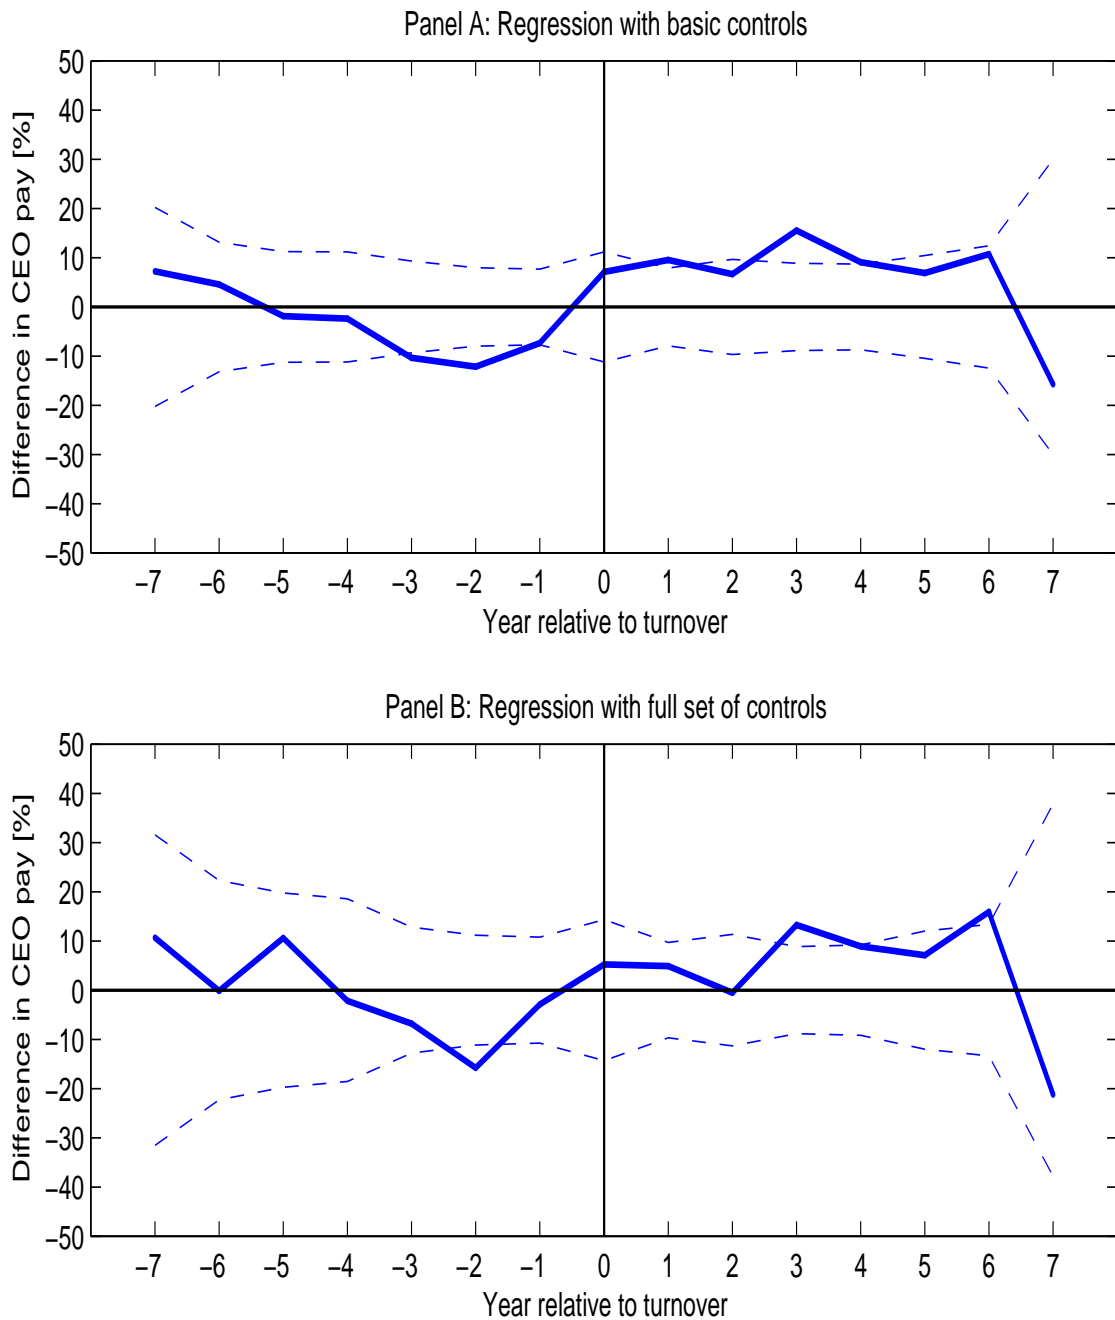 Panel A: Regression with basic controls
Difference in CEO pay [%]
50
40
30
20
10
0
−10
−20
−30
−40
−50
−7 −6 −5 −4 −3 −2 −1 0 1 2 3 4 5 6 7
Year relative to turnover
Panel B: Regression with full set of controls
Difference in CEO pay [%]
50
40
30
20
10
0
−10
−20
−30
−40
−50
−7 −6 −5 −4 −3 −2 −1 0 1 2 3 4 5 6 7
Year relative to turnover